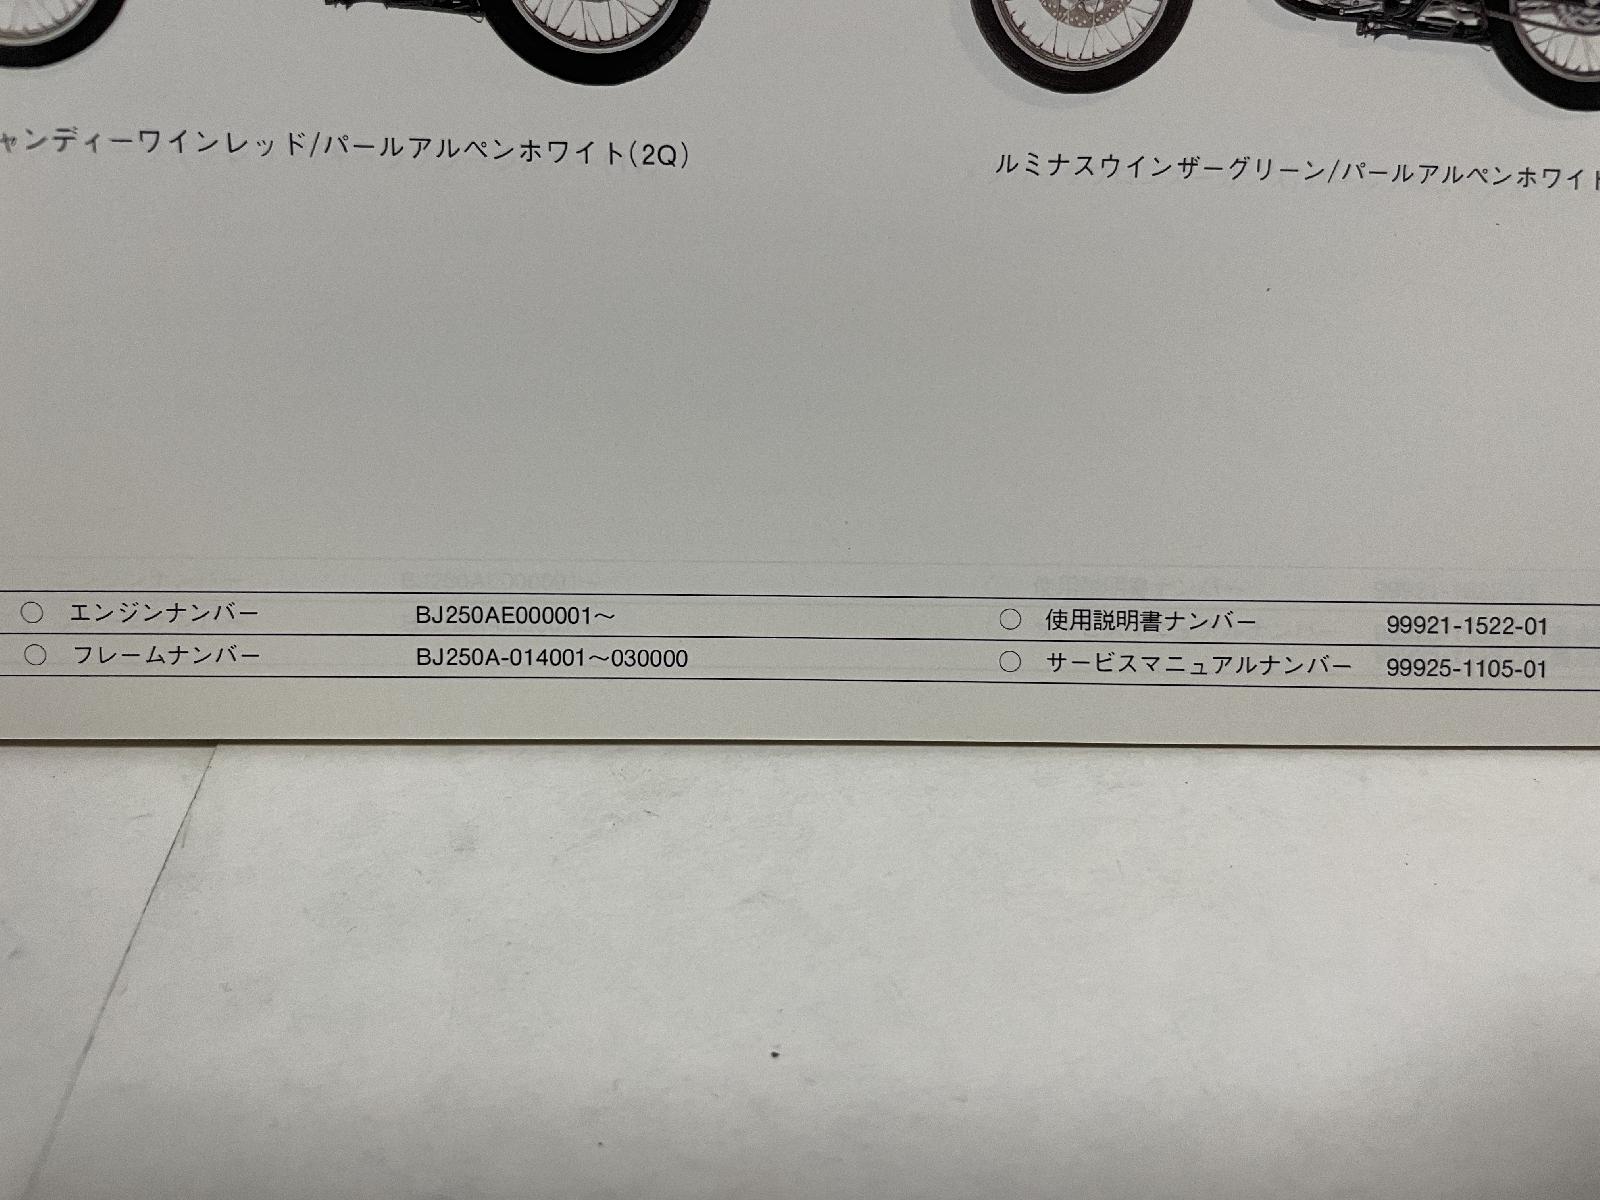 ャンディーワインレッド/パールアルペンホワイト(2Q)
ルミナスウインザーグリーン/パールアルペンホワイト
○ エンジンナンバー BJ250AE000001～
○ 使用説明書ナンバー 99921-1522-01
○ フレームナンバー BJ250A-014001～030000
○ サービスマニュアルナンバー 99925-1105-01